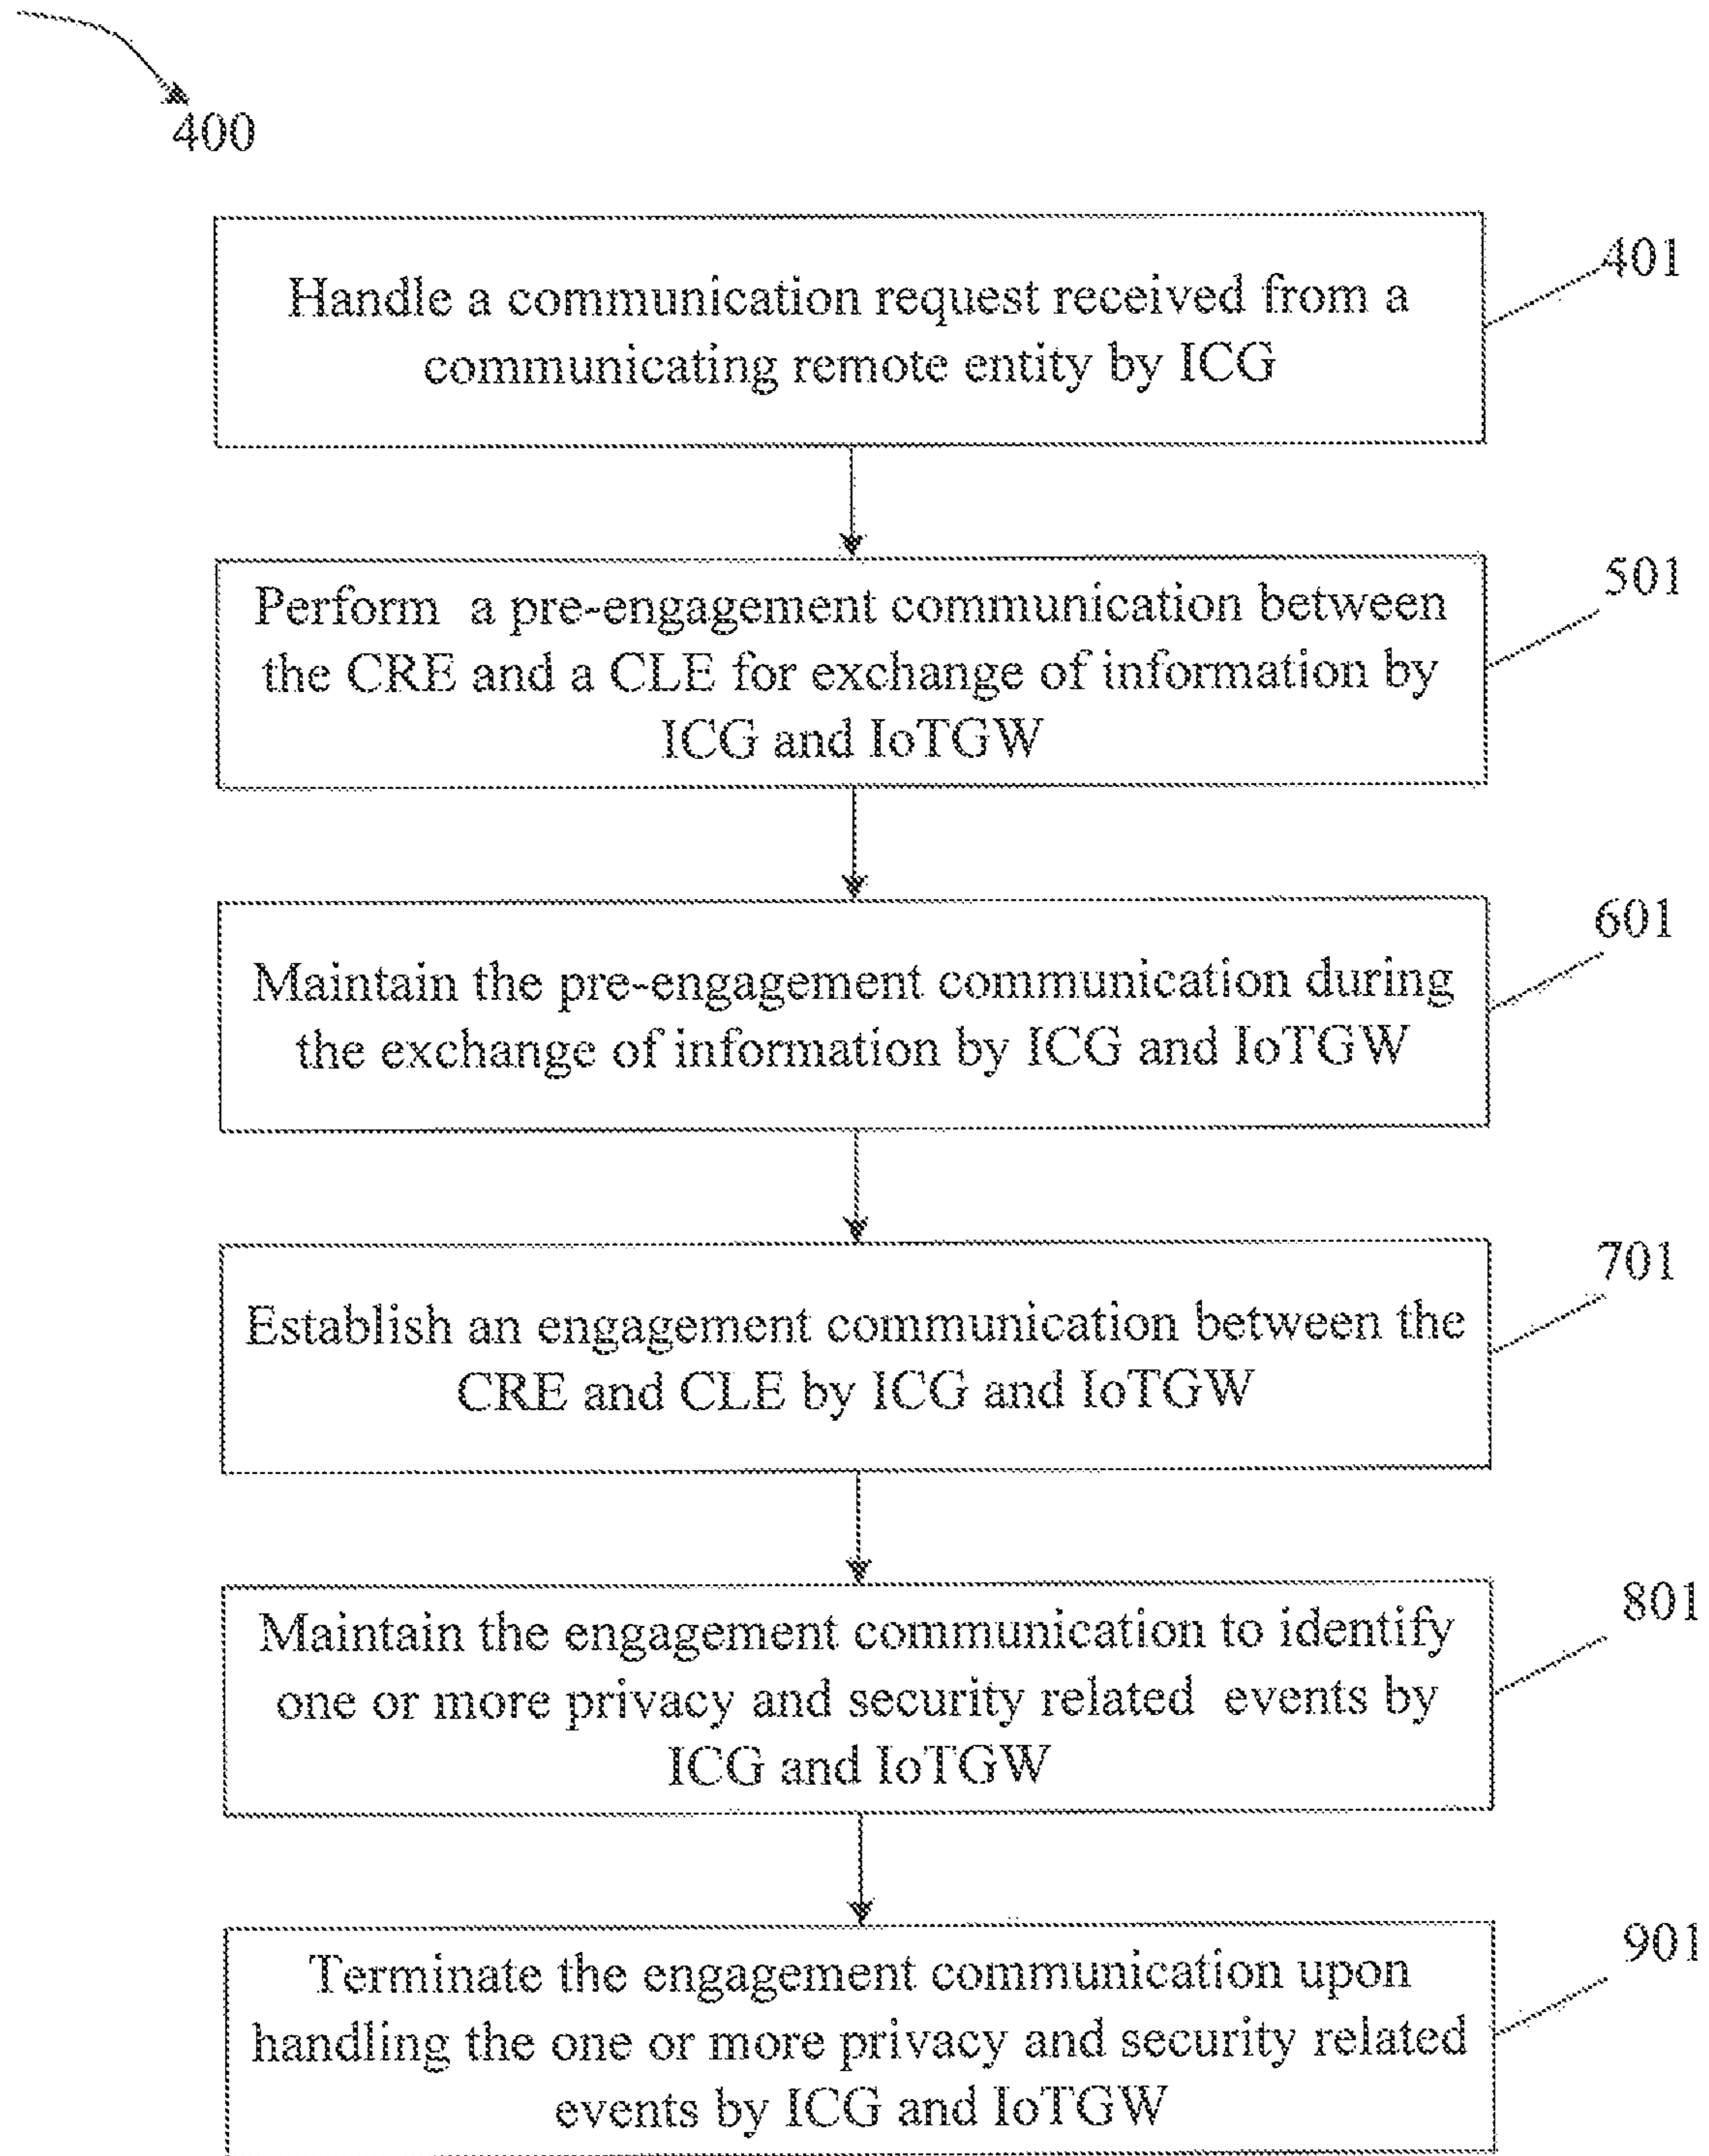 400
Handle a communication request received from a
communicating remote entity by ICG
401
Perform a pre-engagement communication between
the CRE and a CLE for exchange of information by
ICG and IoTGW
501
Maintain the pre-engagement communication during
the exchange of information by ICG and IoTGW
601
Establish an engagement communication between the
CRE and CLE by ICG and IoTGW
701
Maintain the engagement communication to identify
one or more privacy and security related events by
ICG and IoTGW
801
Terminate the engagement communication upon
handling the one or more privacy and security related
events by ICG and IoTGW
901